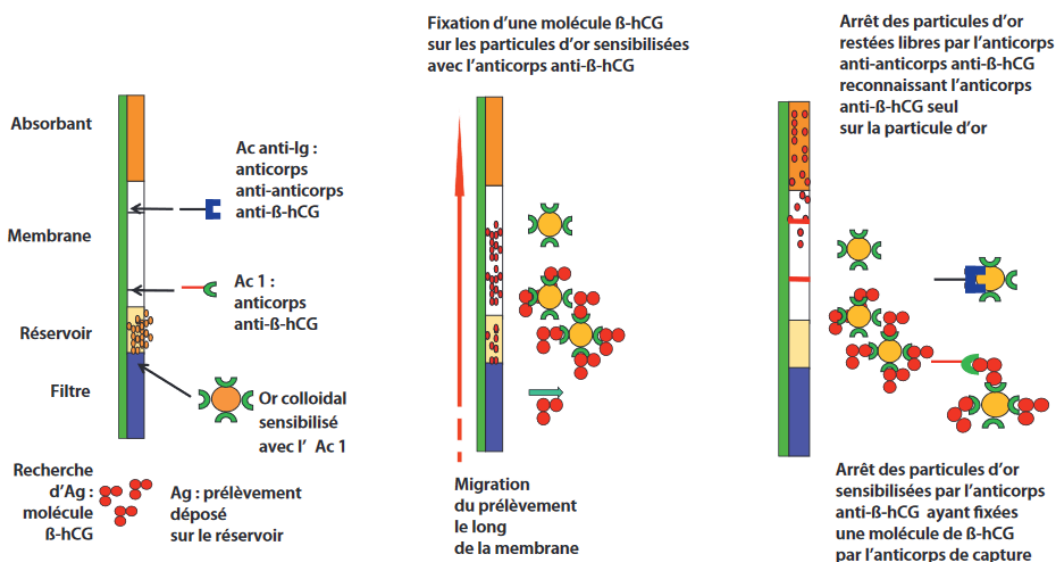 Absorbant
Membrane
Réservoir
Filtre
Ac anti-Ig :
anticorps
anti-anticorps
anti-ß-hCG
Ac 1 :
anticorps
anti-ß-hCG
Or colloidal
sensibilisé
avec l' Ac 1
Recherche
d'Ag :
molécule
ß-hCG
Ag : prélèvement
déposé
sur le réservoir
Fixation d'une molécule ß-hCG
sur les particules d'or sensibilisées
avec l'anticorps anti-ß-hCG
Migration
du prélèvement
le long
de la membrane
Arrêt des particules d'or
restées libres par l'anticorps
anti-anticorps anti-ß-hCG
reconnaissant l'anticorps
anti-ß-hCG seul
sur la particule d'or
Arrêt des particules d'or
sensibilisées par l'anticorps
anti-ß-hCG ayant fixées
une molécule de ß-hCG
par l'anticorps de capture